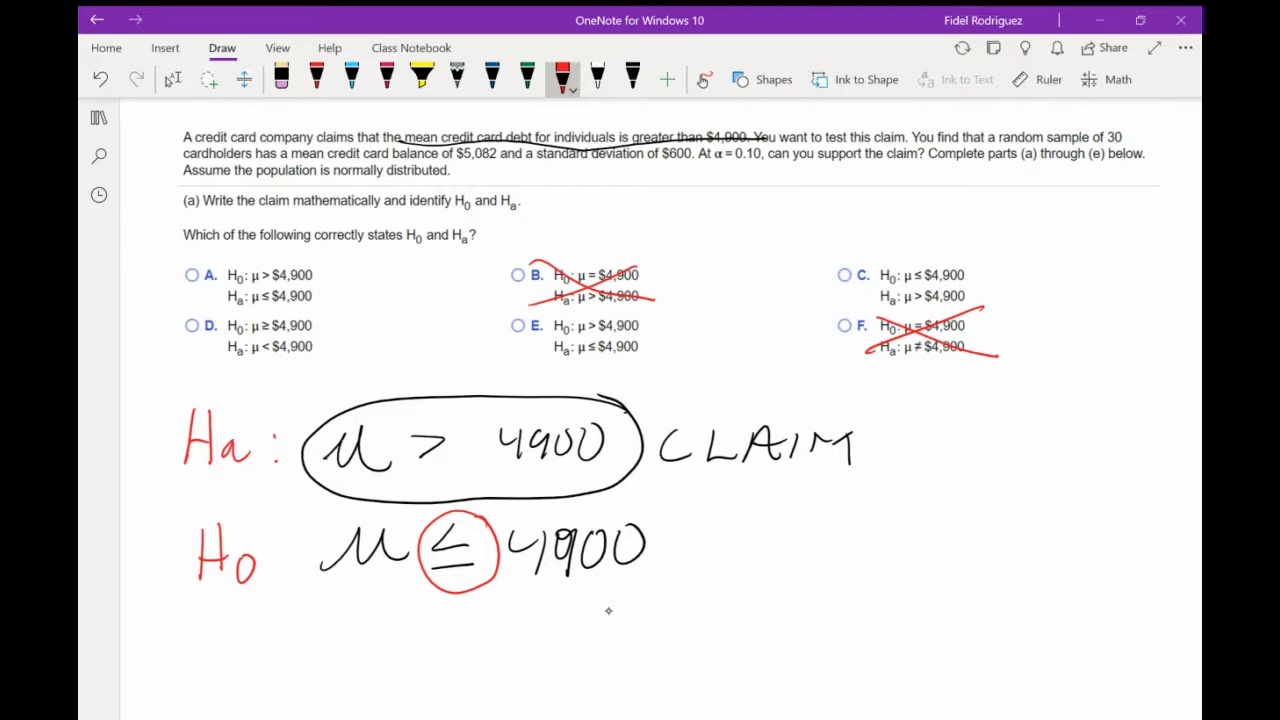 OneNote for Windows 10 Fidel Rodriguez
Home Insert Draw View Help Class Notebook Share
Shapes Ink to Shape Ink to Text Ruler Math
A credit card company claims that the mean credit card debt for individuals is greater than $4,900. You want to test this claim. You find that a random sample of 30
cardholders has a mean credit card balance of $5,082 and a standard deviation of $600. At α = 0.10, can you support the claim? Complete parts (a) through (e) below.
Assume the population is normally distributed.
(a) Write the claim mathematically and identify H0 and Ha.
Which of the following correctly states H0 and Ha?
A. H0: μ > $4,900 B. H0: μ = $4,900 C. H0: μ ≤ $4,900
Ha: μ ≤ $4,900 Ha: μ > $4,900 Ha: μ > $4,900
D. H0: μ ≥ $4,900 E. H0: μ > $4,900 F. H0: μ = $4,900
Ha: μ < $4,900 Ha: μ ≤ $4,900 Ha: μ ≠ $4,900
Ha: μ > 4900 CLAIM
H0 μ ≤ 4900